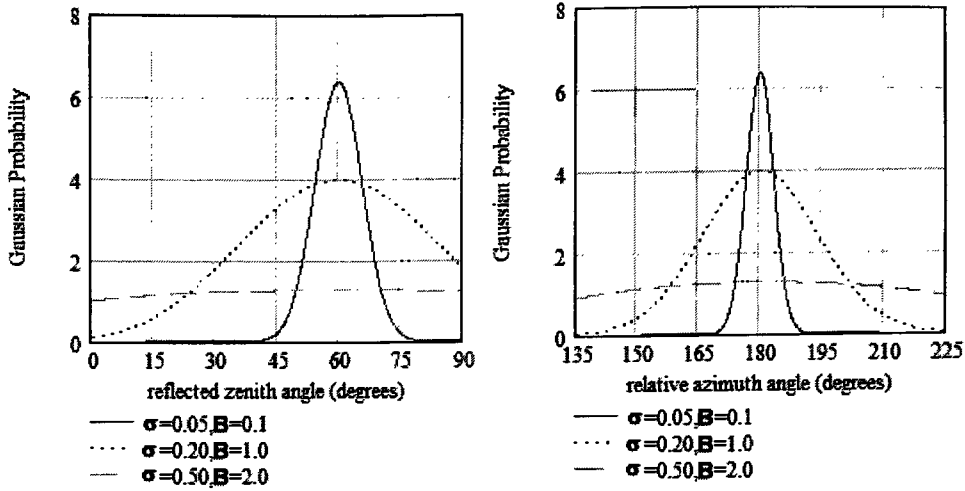 8
6
4
2
0
Gaussian Probability
0 15 30 45 60 75 90
reflected zenith angle (degrees)
σ=0.05,B=0.1
σ=0.20,B=1.0
σ=0.50,B=2.0
8
6
4
2
0
Gaussian Probability
135 150 165 180 195 210 225
relative azimuth angle (degrees)
σ=0.05,B=0.1
σ=0.20,B=1.0
σ=0.50,B=2.0